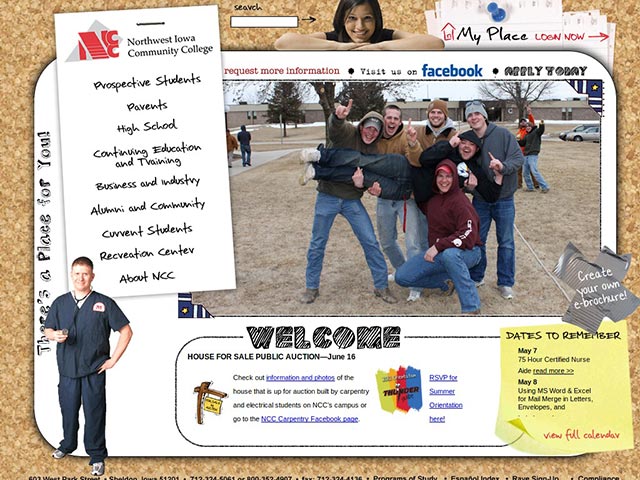 search
My Place LOGIN NOW
NCC
Northwest Iowa
Community College
request more information • Visit us on facebook • APPLY TODAY
Prospective Students
Parents
High School
Continuing Education
and Training
Business and Industry
Alumni and Community
Current Students
Recreation Center
About NCC
There's a Place for You!
Create
your own
e-brochure!
WELCOME
HOUSE FOR SALE PUBLIC AUCTION—June 16
Check out information and photos of the
house that is up for auction built by carpentry
and electrical students on NCC's campus or
go to the NCC Carpentry Facebook page.
THUNDER
RSVP for
Summer
Orientation
here!
DATES TO REMEMBER
May 7
75 Hour Certified Nurse
Aide read more >>
May 8
Using MS Word & Excel
for Mail Merge in Letters,
Envelopes, and
view full calendar
603 West Park Street • Sheldon, Iowa 51201 • 712-324-5061 or 800-352-4907 • fax: 712-324-4136 • Programs of Study • Español Index • Rave Sign-Up • Compliance